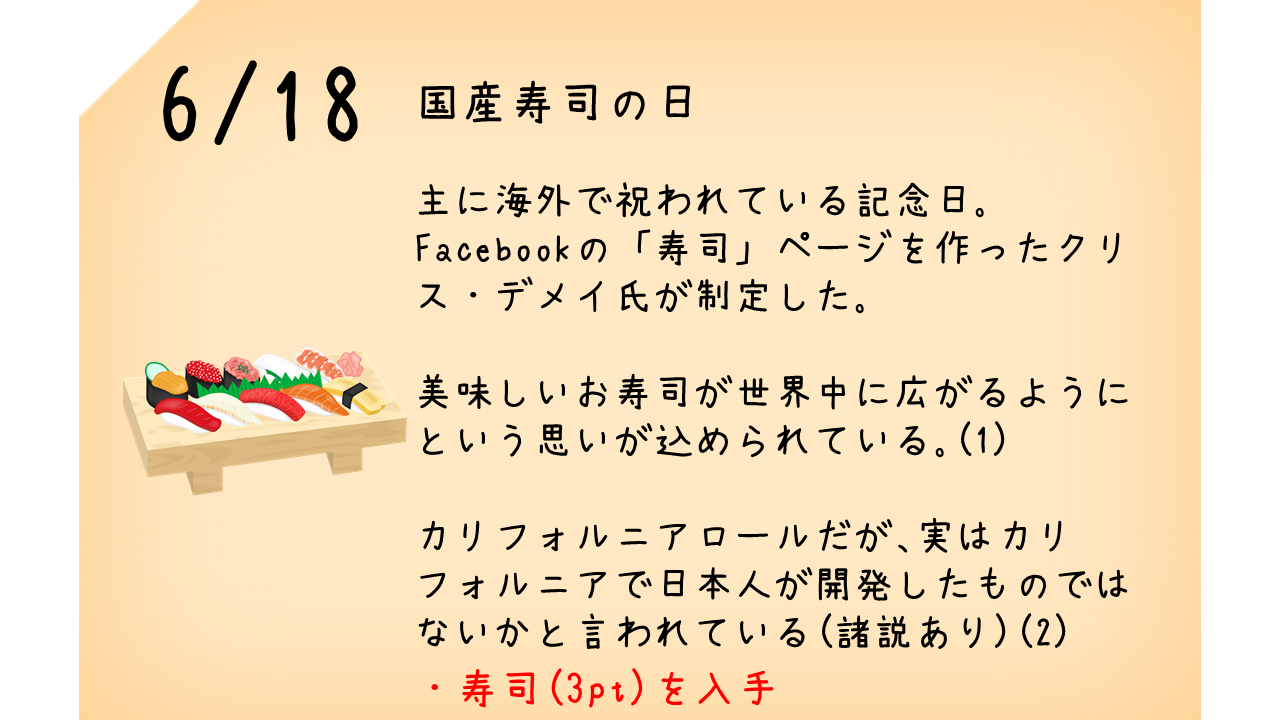 6/18
国産寿司の日
主に海外で祝われている記念日。
Facebookの「寿司」ページを作ったクリ
ス・デメイ氏が制定した。
美味しいお寿司が世界中に広がるように
という思いが込められている。(1)
カリフォルニアロールだが、実はカリ
フォルニアで日本人が開発したものでは
ないかと言われている(諸説あり)(2)
・寿司(3pt)を入手